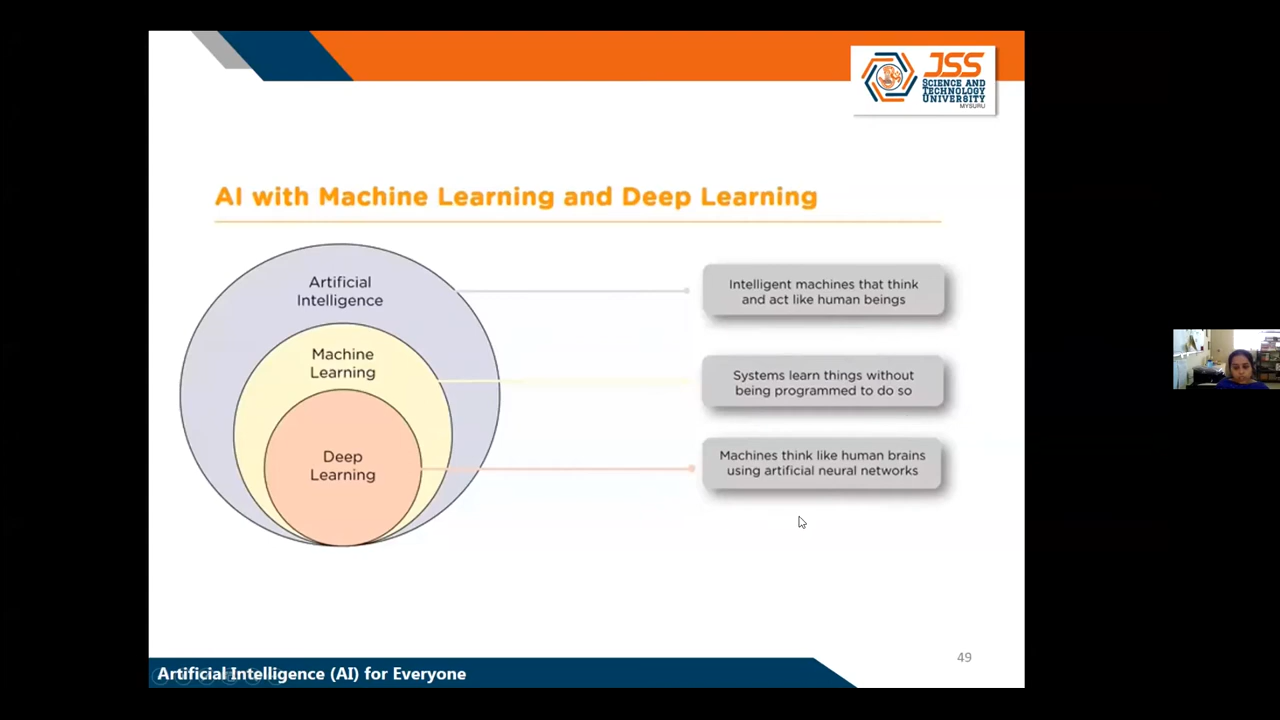 JSS
SCIENCE AND
TECHNOLOGY
UNIVERSITY
MYSURU
AI with Machine Learning and Deep Learning
Artificial
Intelligence
Intelligent machines that think
and act like human beings
Machine
Learning
Systems learn things without
being programmed to do so
Deep
Learning
Machines think like human brains
using artificial neural networks
49
Artificial Intelligence (AI) for Everyone